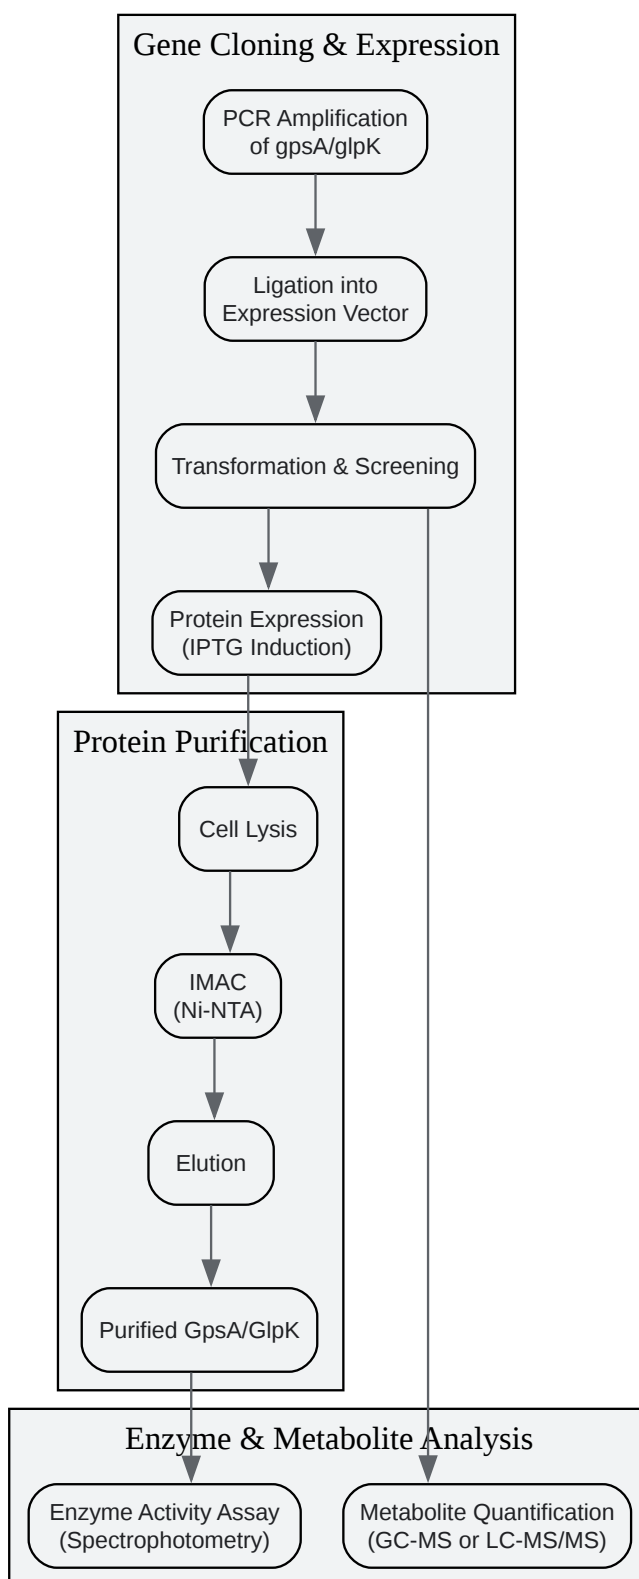 Gene Cloning & Expression
PCR Amplification
of gpsA/glpK
Ligation into
Expression Vector
Transformation & Screening
Protein Expression
(IPTG Induction)
Protein Purification
Cell Lysis
IMAC
(Ni-NTA)
Elution
Purified GpsA/GlpK
Enzyme & Metabolite Analysis
Enzyme Activity Assay
(Spectrophotometry)
Metabolite Quantification
(GC-MS or LC-MS/MS)